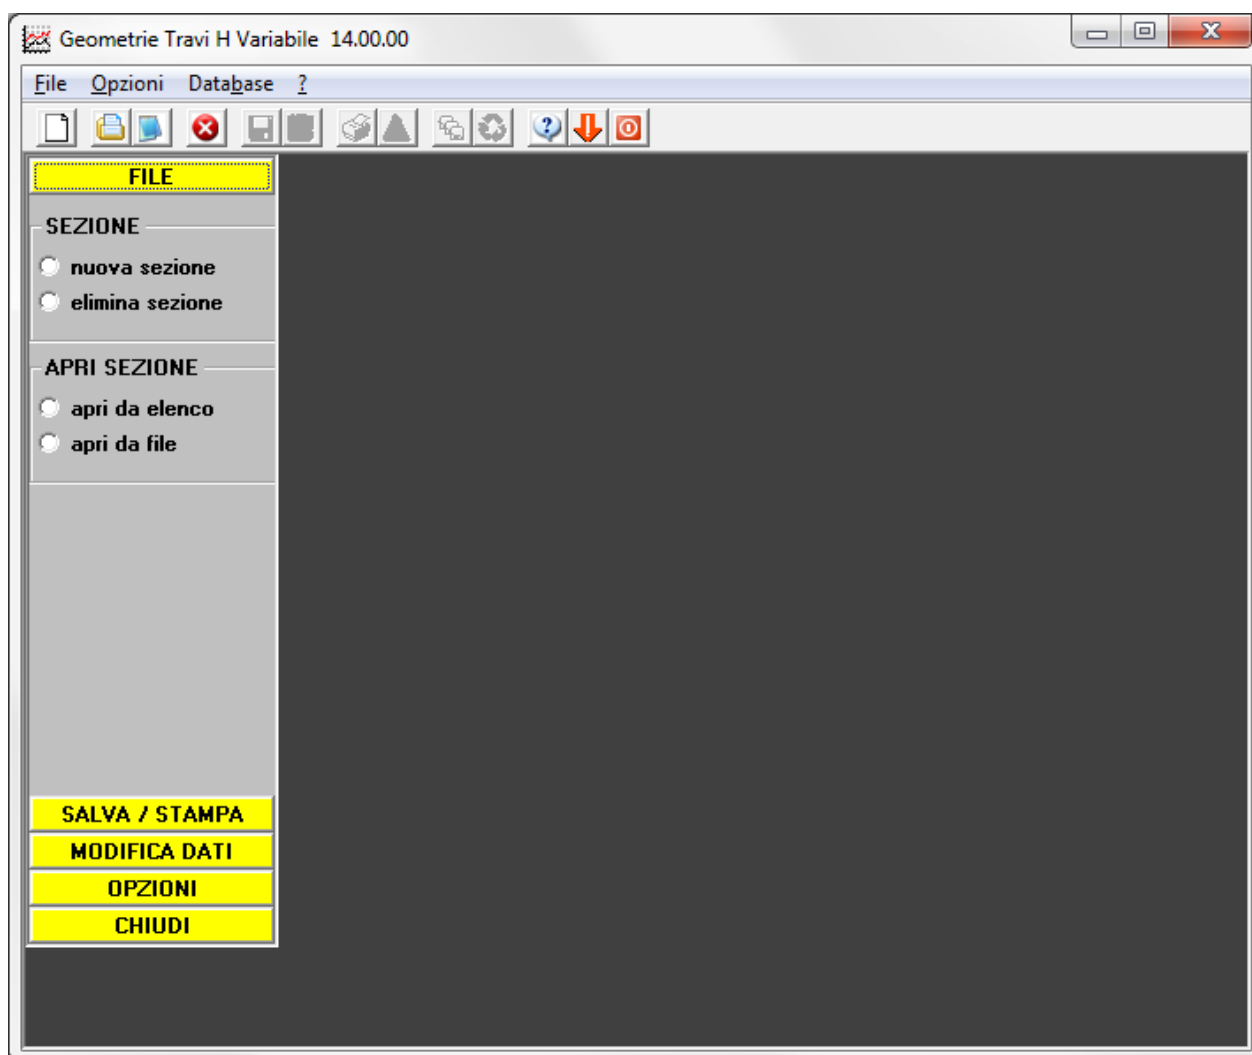 Geometrie Travi H Variabile 14.00.00
File Opzioni Database ?
FILE
SEZIONE
nuova sezione
elimina sezione
APRI SEZIONE
apri da elenco
apri da file
SALVA / STAMPA
MODIFICA DATI
OPZIONI
CHIUDI